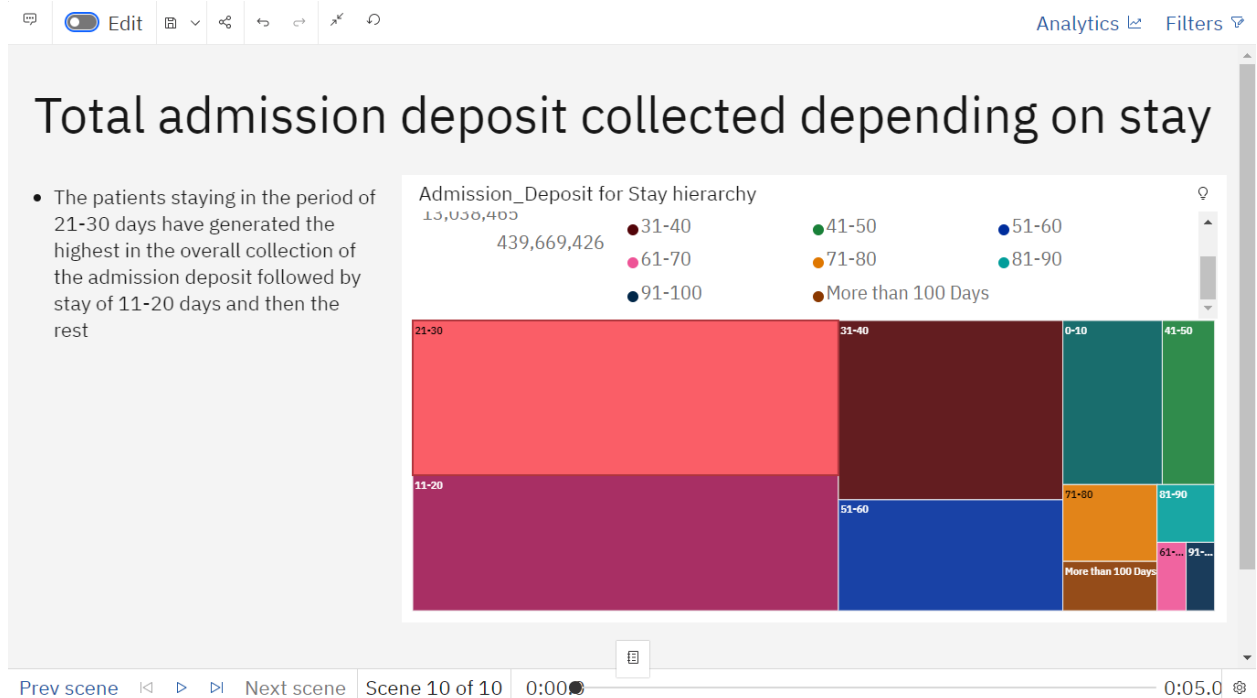 Edit
Analytics
Filters
Total admission deposit collected depending on stay
• The patients staying in the period of
21-30 days have generated the
highest in the overall collection of
the admission deposit followed by
stay of 11-20 days and then the
rest
Admission_Deposit for Stay hierarchy
13,038,465
439,669,426
31-40
41-50
51-60
61-70
71-80
81-90
91-100
More than 100 Days
21-30
31-40
0-10
41-50
11-20
51-60
71-80
81-90
61-...
91-...
More than 100 Days
Prev scene
Next scene
Scene 10 of 10
0:00
0:05.0